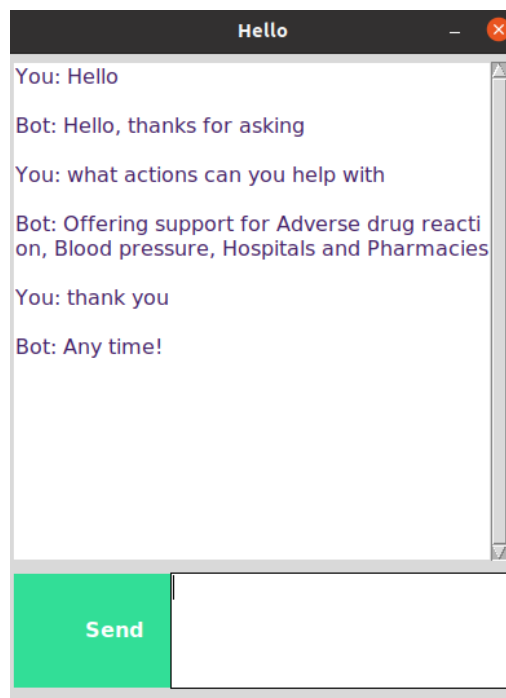 Hello
You: Hello
Bot: Hello, thanks for asking
You: what actions can you help with
Bot: Offering support for Adverse drug reacti
on, Blood pressure, Hospitals and Pharmacies
You: thank you
Bot: Any time!
Send